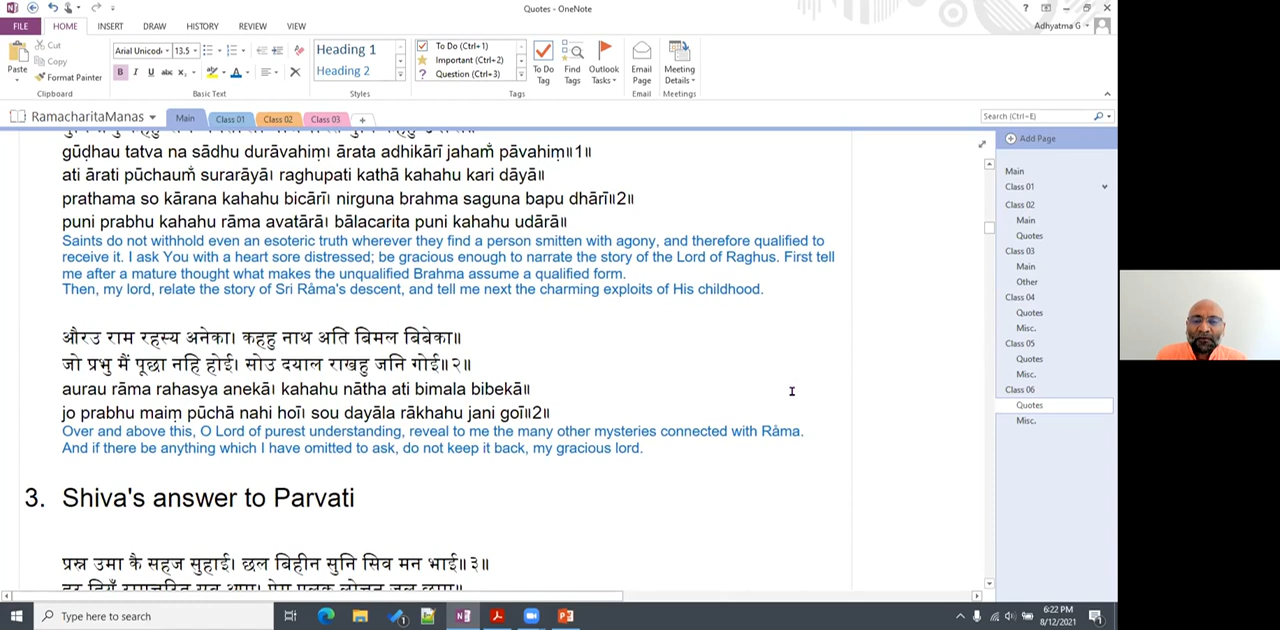 Quotes - OneNote
Adhyatma G
FILE HOME INSERT DRAW HISTORY REVIEW VIEW
Paste
Cut
Copy
Format Painter
Clipboard
Arial Unicode 13.5
Basic Text
Heading 1
Heading 2
Styles
To Do (Ctrl+1)
Important (Ctrl+2)
Question (Ctrl+3)
To Do Tag
Find Tags
Outlook Tasks
Tags
Email Page
Email
Meeting Details
Meetings
RamacharitaManas Main Class 01 Class 02 Class 03
Search (Ctrl+E)
gūḍhau tatva na sādhu durāvahiṃ। ārata adhikārī jaham̐ pāvahiṃ॥1॥
ati ārati pūchaum̐ surarāyā। raghupati kathā kahahu kari dāyā॥
prathama so kārana kahahu bicārī। nirguna brahma saguna bapu dhārī॥2॥
puni prabhu kahahu rāma avatārā। bālacarita puni kahahu udārā॥
Saints do not withhold even an esoteric truth wherever they find a person smitten with agony, and therefore qualified to
receive it. I ask You with a heart sore distressed; be gracious enough to narrate the story of the Lord of Raghus. First tell
me after a mature thought what makes the unqualified Brahma assume a qualified form.
Then, my lord, relate the story of Sri Râma's descent, and tell me next the charming exploits of His childhood.
औरउ राम रहस्य अनेका। कहहु नाथ अति बिमल बिबेका॥
जो प्रभु मैं पूछा नहि होई। सोउ दयाल राखहु जनि गोई॥२॥
aurau rāma rahasya anekā। kahahu nātha ati bimala bibekā॥
jo prabhu maiṃ pūchā nahi hoī। sou dayāla rākhahu jani goī॥2॥
Over and above this, O Lord of purest understanding, reveal to me the many other mysteries connected with Râma.
And if there be anything which I have omitted to ask, do not keep it back, my gracious lord.
3. Shiva's answer to Parvati
प्रस्न उमा कै सहज सुहाई। छल बिहीन सुनि सिव मन भाई॥३॥
Add Page
Main
Class 01
Class 02
Main
Quotes
Class 03
Main
Other
Class 04
Quotes
Misc.
Class 05
Quotes
Misc.
Class 06
Quotes
Misc.
Type here to search
6:22 PM
8/12/2021